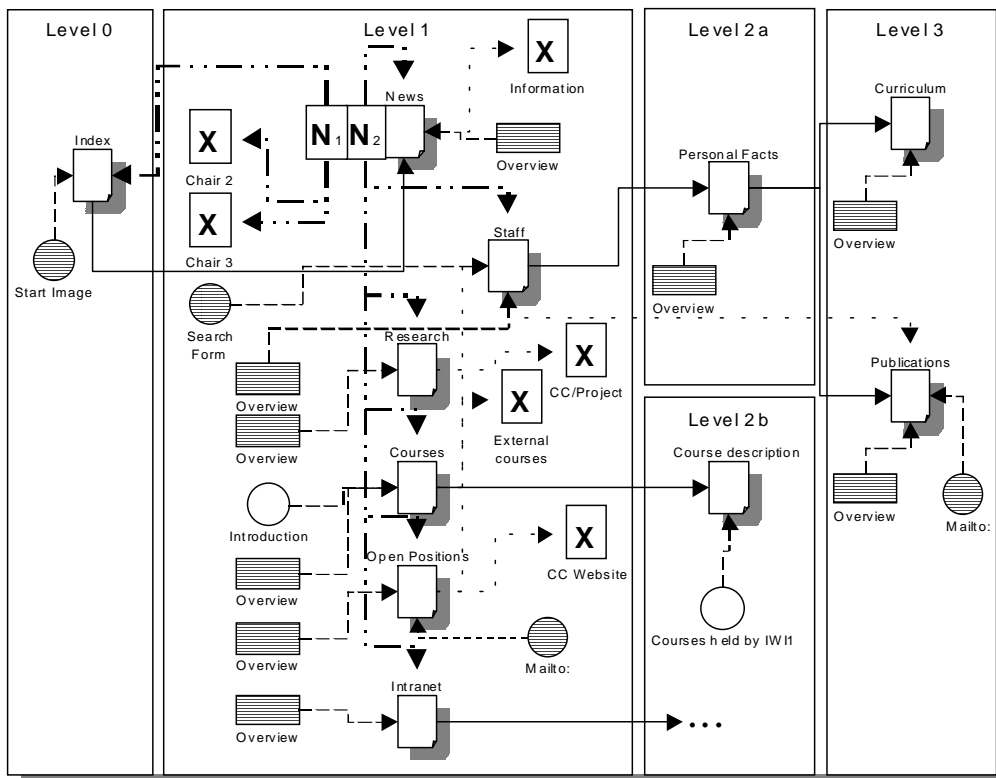 Level 0
Level 1
Level 2a
Level 3
News
X
Information
Curriculum
N1
N2
Index
X
Overview
Personal Facts
Chair 2
X
Overview
Staff
Chair 3
Overview
Start Image
Search
Form
Research
X
CC/Project
Publications
Overview
X
External
courses
Level 2b
Overview
Courses
Course description
Introduction
Overview
Mailto:
Open Positions
X
CC Website
Overview
Courses held by IWI1
Overview
Mailto:
Intranet
Overview
...